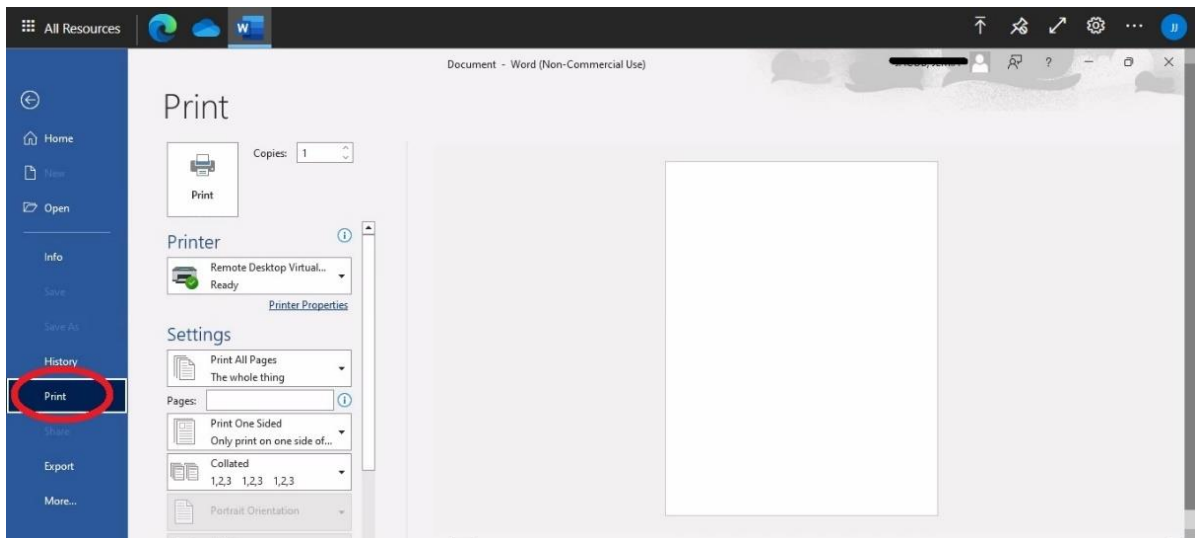 All Resources
W
JJ
Document - Word (Non-Commercial Use)
?
Print
Home
New
Open
Info
Save
Save As
History
Print
Share
Export
More...
Copies: 1
Print
Printer
Remote Desktop Virtual...
Ready
Printer Properties
Settings
Print All Pages
The whole thing
Pages:
Print One Sided
Only print on one side of...
Collated
1,2,3 1,2,3 1,2,3
Portrait Orientation